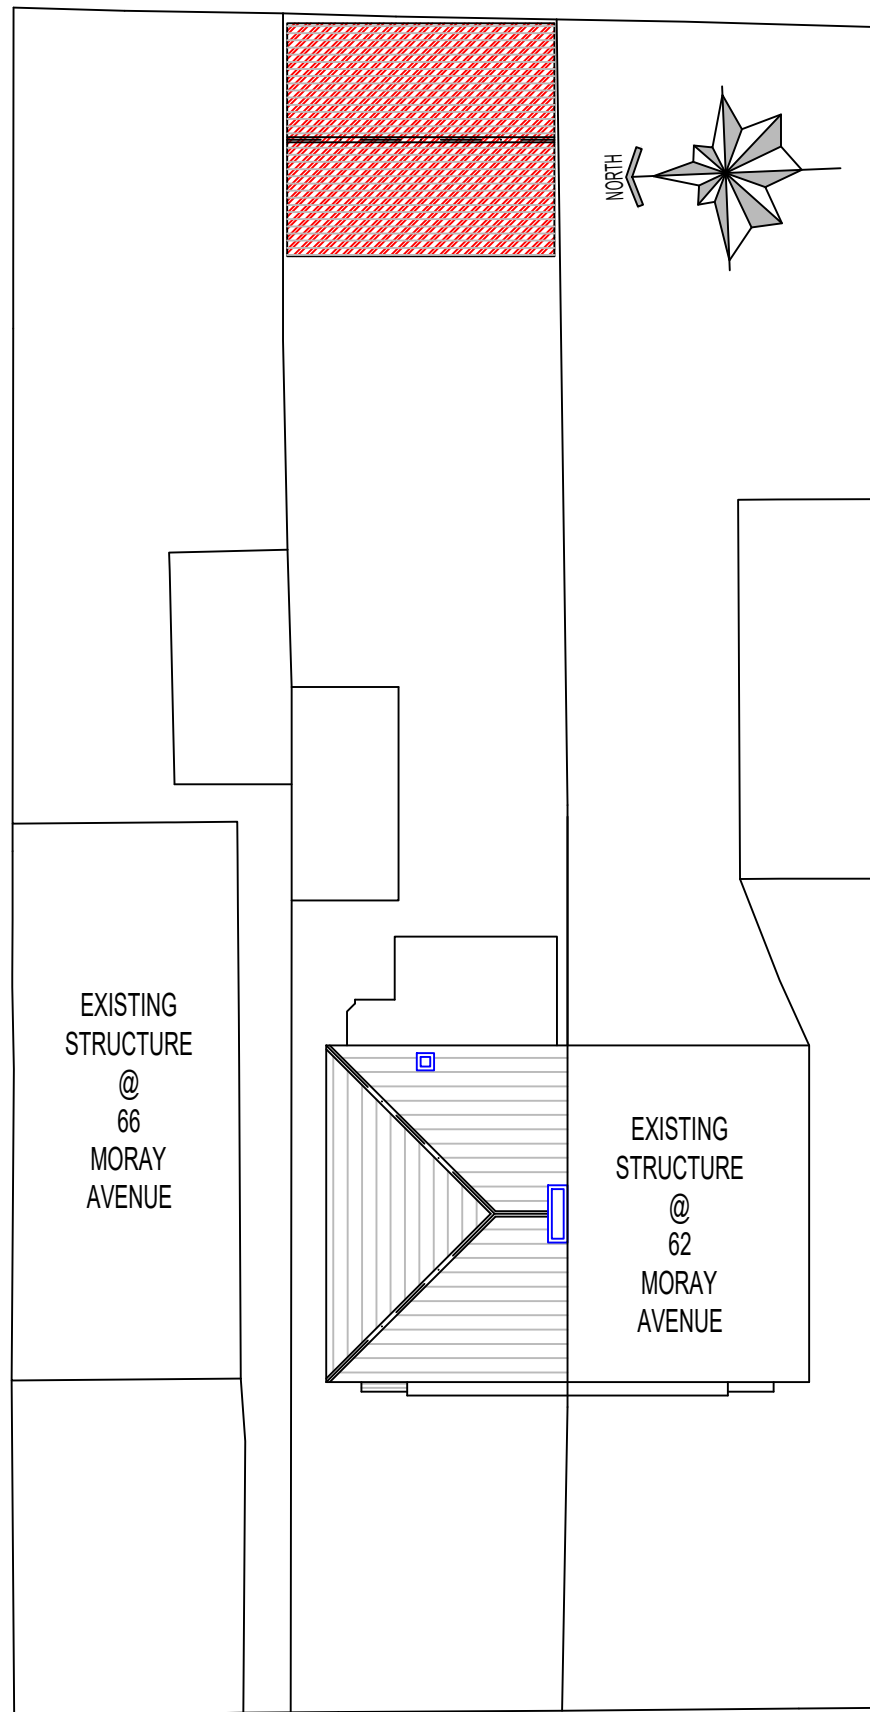 NORTH
EXISTING
STRUCTURE
@
66
MORAY
AVENUE
EXISTING
STRUCTURE
@
62
MORAY
AVENUE